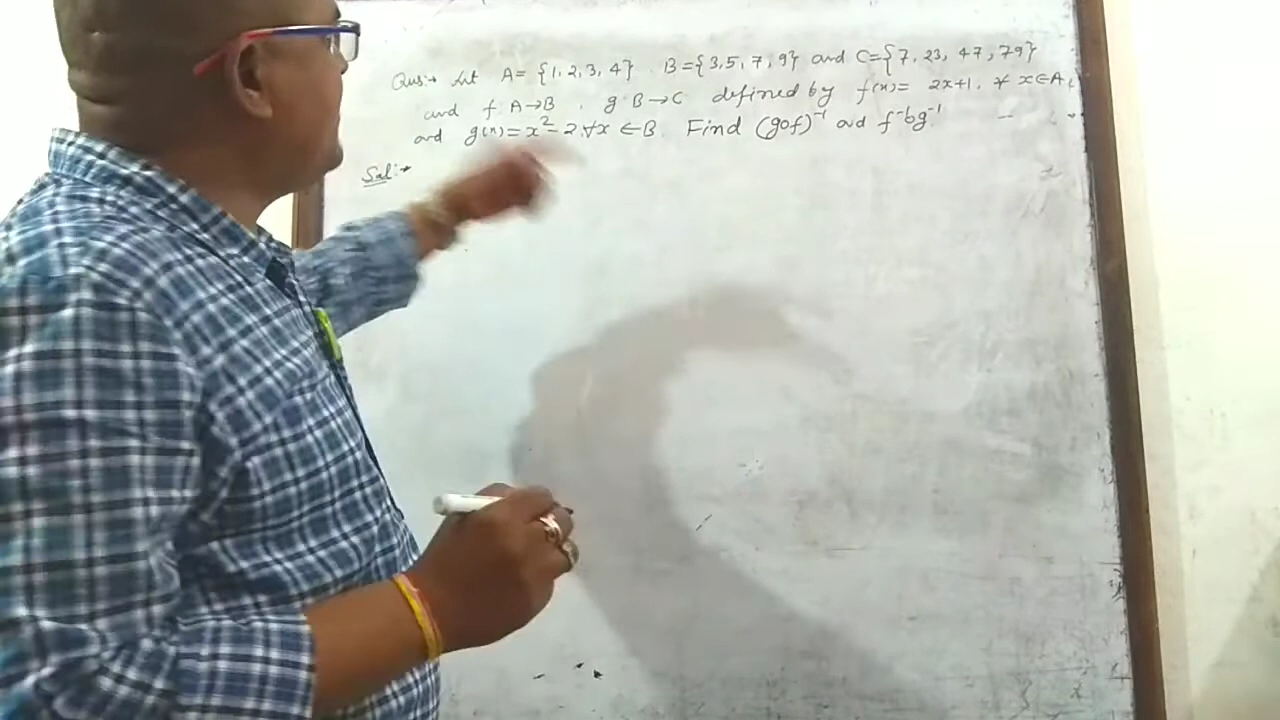 Qus:→ Let A= {1,2,3,4} . B={3,5,7,9} and C={7,23,47,79}
and f: A→B . g: B→C defined by f(x)= 2x+1. ∀ x∈A,
and g(x)=x²-2 ∀x ∈B. Find (gof)⁻¹ and f⁻¹og⁻¹.
Sol:→